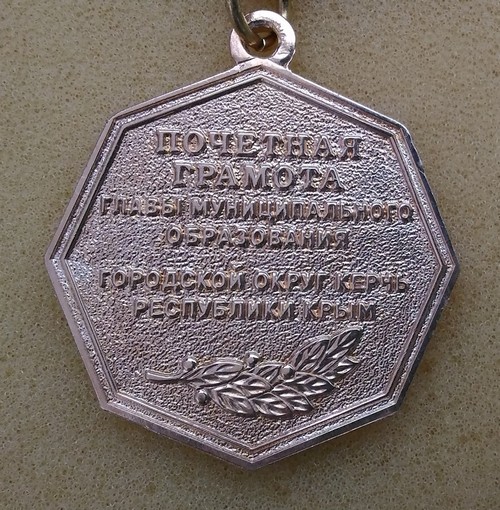 ПОЧЕТНАЯ
ГРАМОТА
ГЛАВЫ МУНИЦИПАЛЬНОГО
ОБРАЗОВАНИЯ
ГОРОДСКОЙ ОКРУГ КЕРЧЬ
РЕСПУБЛИКИ КРЫМ